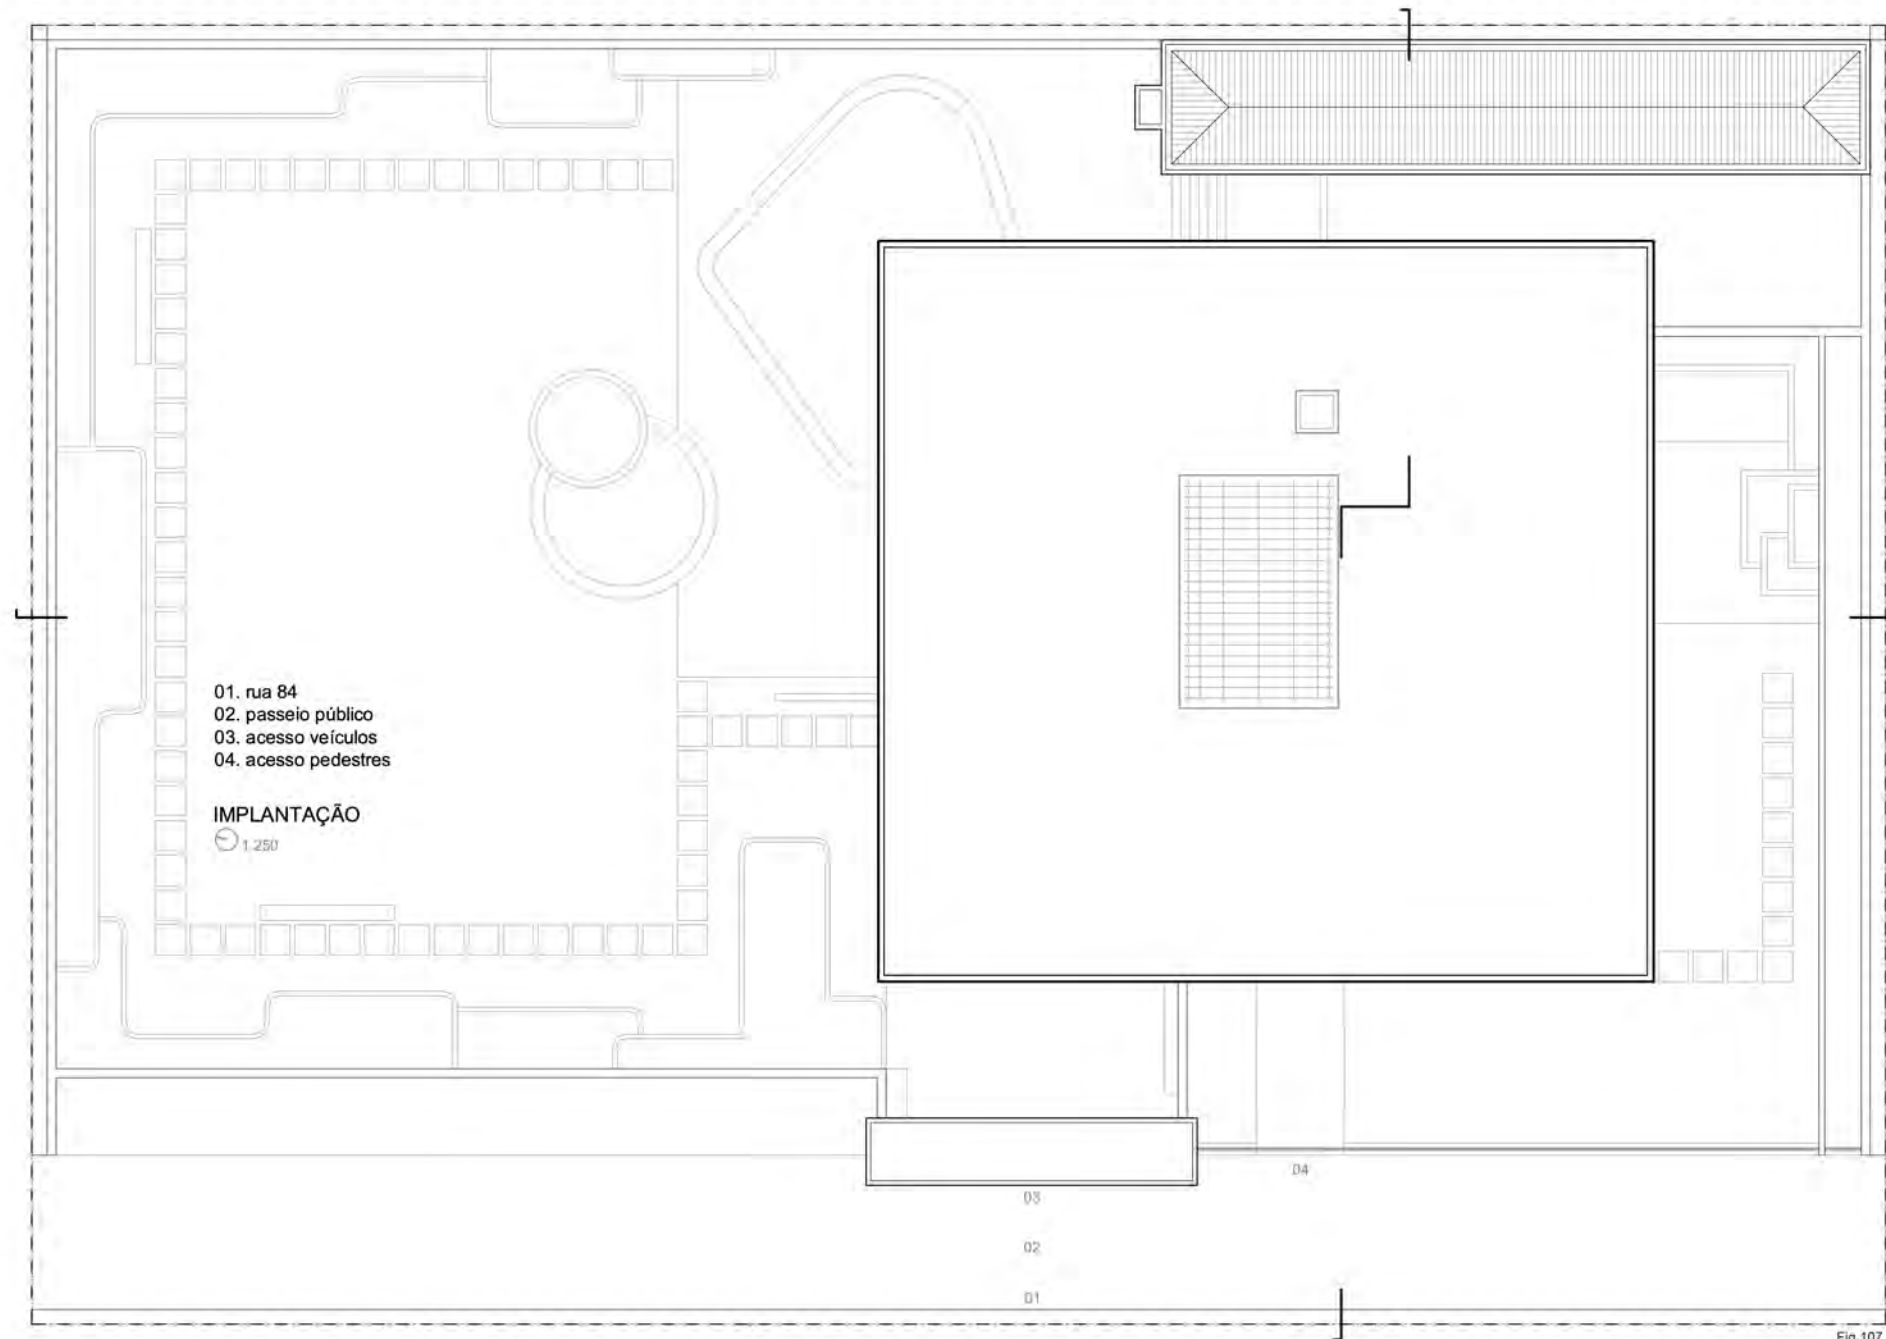 01. rua 84
02. passeio público
03. acesso veículos
04. acesso pedestres
IMPLANTAÇÃO
1.250
04
03
02
01
Fig.107